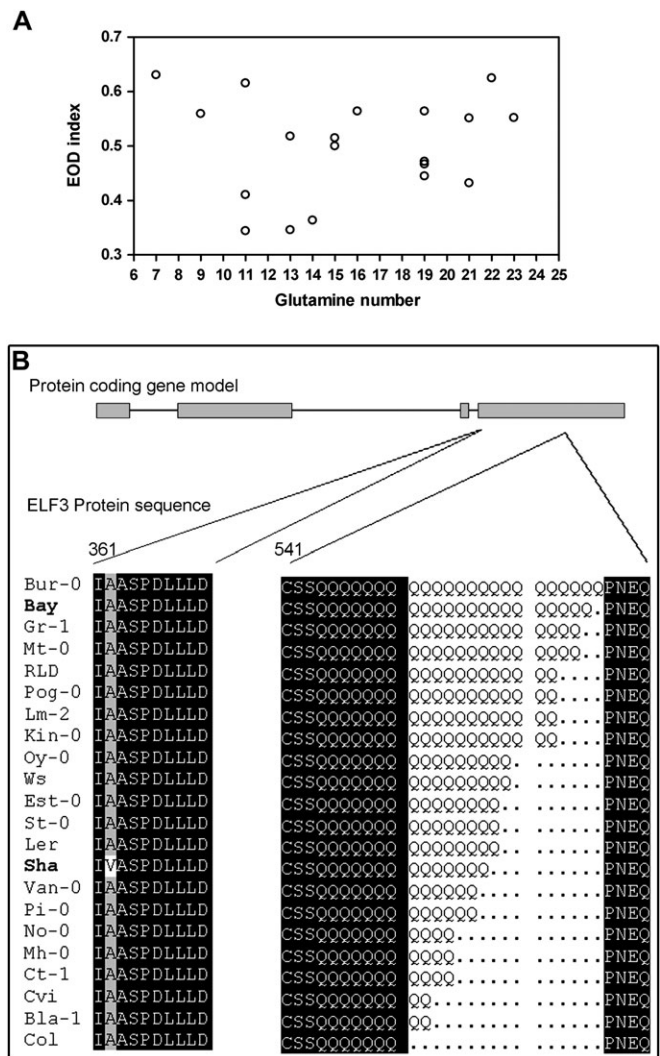 A
EOD index
0.7
0.6
0.5
0.4
0.3
6 7 8 9 10 11 12 13 14 15 16 17 18 19 20 21 22 23 24 25
Glutamine number
B
Protein coding gene model
ELF3 Protein sequence
361 541
Bur-0 IAASPDLLLD CSSQQQQQQQ QQQQQQQQQQ QQQQQQPNEQ
Bay IAASPDLLLD CSSQQQQQQQ QQQQQQQQQQ QQQQQ.PNEQ
Gr-1 IAASPDLLLD CSSQQQQQQQ QQQQQQQQQQ QQQQ..PNEQ
Mt-0 IAASPDLLLD CSSQQQQQQQ QQQQQQQQQQ QQQQ..PNEQ
RLD IAASPDLLLD CSSQQQQQQQ QQQQQQQQQQ QQ....PNEQ
Pog-0 IAASPDLLLD CSSQQQQQQQ QQQQQQQQQQ QQ....PNEQ
Lm-2 IAASPDLLLD CSSQQQQQQQ QQQQQQQQQQ QQ....PNEQ
Kin-0 IAASPDLLLD CSSQQQQQQQ QQQQQQQQQQ QQ....PNEQ
Oy-0 IAASPDLLLD CSSQQQQQQQ QQQQQQQQQ. ......PNEQ
Ws IAASPDLLLD CSSQQQQQQQ QQQQQQQQQ. ......PNEQ
Est-0 IAASPDLLLD CSSQQQQQQQ QQQQQQQQ.. ......PNEQ
St-0 IAASPDLLLD CSSQQQQQQQ QQQQQQQQ.. ......PNEQ
Ler IAASPDLLLD CSSQQQQQQQ QQQQQQQQ.. ......PNEQ
Sha IVASPDLLLD CSSQQQQQQQ QQQQQQQ... ......PNEQ
Van-0 IAASPDLLLD CSSQQQQQQQ QQQQQQ.... ......PNEQ
Pi-0 IAASPDLLLD CSSQQQQQQQ QQQQQQ.... ......PNEQ
No-0 IAASPDLLLD CSSQQQQQQQ QQQQ...... ......PNEQ
Mh-0 IAASPDLLLD CSSQQQQQQQ QQQQ...... ......PNEQ
Ct-1 IAASPDLLLD CSSQQQQQQQ QQQQ...... ......PNEQ
Cvi IAASPDLLLD CSSQQQQQQQ QQ........ ......PNEQ
Bla-1 IAASPDLLLD CSSQQQQQQQ QQ........ ......PNEQ
Col IAASPDLLLD CSSQQQQQQQ .......... ......PNEQ